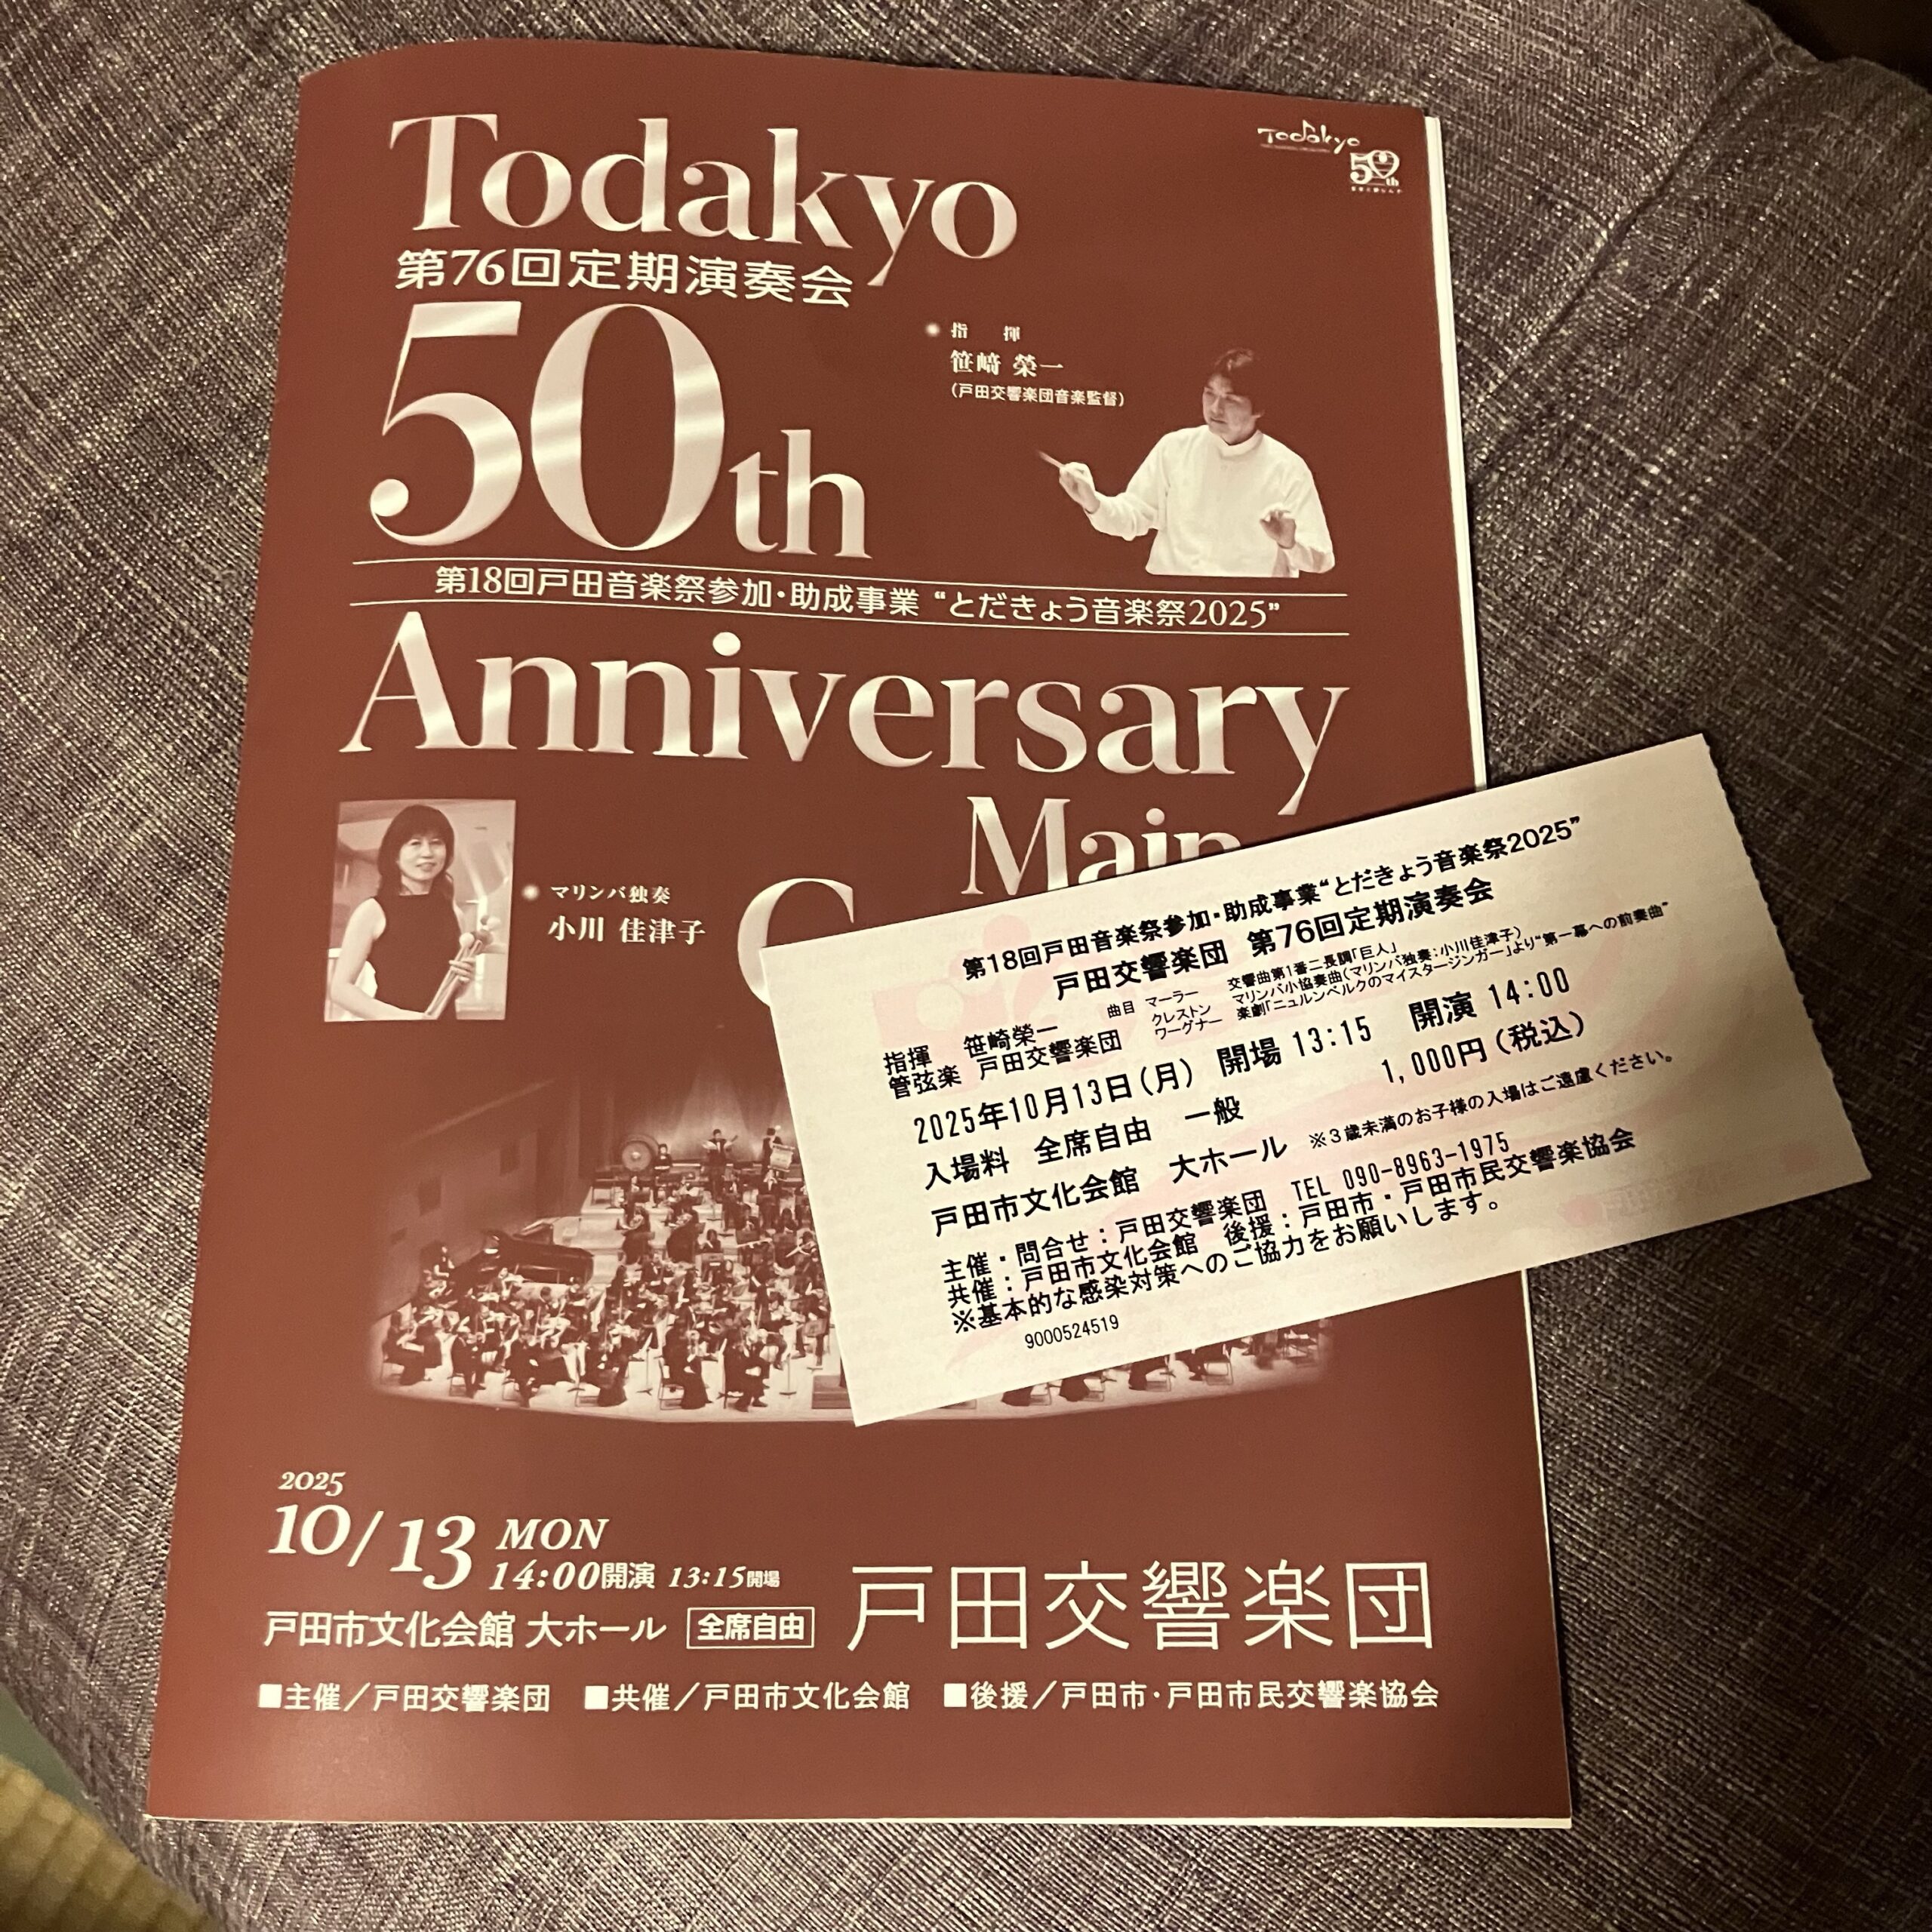 Todakyo
50th
Todakyo
第76回定期演奏会
50th
指 揮
笹﨑 榮一
(戸田交響楽団音楽監督)
第18回戸田音楽祭参加・助成事業 “とだきょう音楽祭2025”
Anniversary
Main
C
マリンバ独奏
小川 佳津子
第18回戸田音楽祭参加・助成事業“とだきょう音楽祭2025”
戸田交響楽団 第76回定期演奏会
指揮 笹崎榮一
管弦楽 戸田交響楽団
曲目 マーラー 交響曲第1番ニ長調「巨人」
クレストン マリンバ小協奏曲(マリンバ独奏:小川佳津子)
ワーグナー 楽劇「ニュルンベルクのマイスタージンガー」より“第一幕への前奏曲”
2025年10月13日(月) 開場 13:15 開演 14:00
入場料 全席自由 一般 1,000円(税込)
戸田市文化会館 大ホール ※3歳未満のお子様の入場はご遠慮ください。
主催・問合せ:戸田交響楽団 TEL 090-8963-1975
共催:戸田市文化会館 後援:戸田市・戸田市民交響楽協会
※基本的な感染対策へのご協力をお願いします。
9000524519
2025
10/13 MON
14:00開演 13:15開場
戸田市文化会館 大ホール 全席自由
戸田交響楽団
■主催/戸田交響楽団 ■共催/戸田市文化会館 ■後援/戸田市・戸田市民交響楽協会